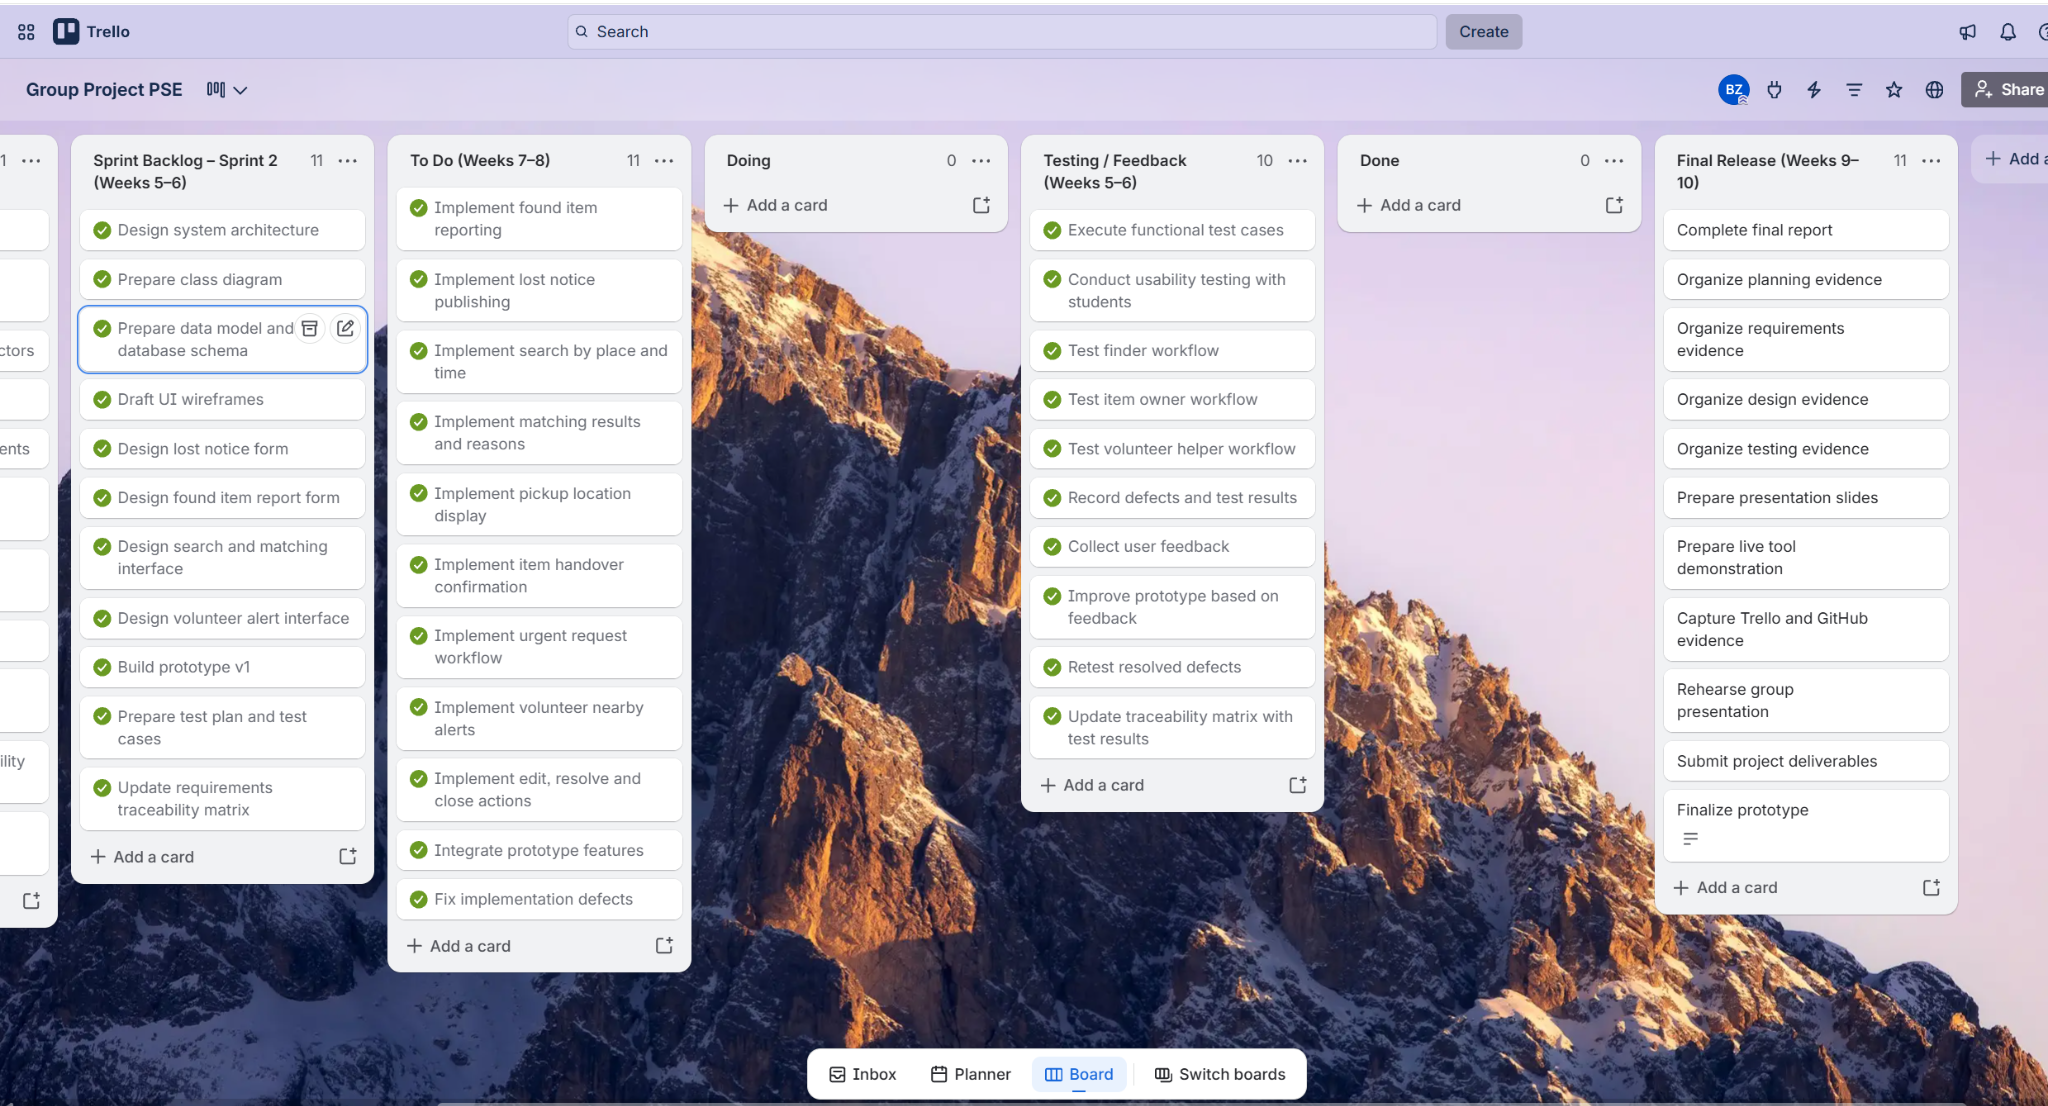 Trello
Search
Create
Group Project PSE
BZ
Share
1
ctors
ents
ility
Sprint Backlog – Sprint 2
(Weeks 5–6)
11
Design system architecture
Prepare class diagram
Prepare data model and
database schema
Draft UI wireframes
Design lost notice form
Design found item report form
Design search and matching
interface
Design volunteer alert interface
Build prototype v1
Prepare test plan and test
cases
Update requirements
traceability matrix
Add a card
To Do (Weeks 7–8)
11
Implement found item
reporting
Implement lost notice
publishing
Implement search by place and
time
Implement matching results
and reasons
Implement pickup location
display
Implement item handover
confirmation
Implement urgent request
workflow
Implement volunteer nearby
alerts
Implement edit, resolve and
close actions
Integrate prototype features
Fix implementation defects
Add a card
Doing
0
Add a card
Testing / Feedback
(Weeks 5–6)
10
Execute functional test cases
Conduct usability testing with
students
Test finder workflow
Test item owner workflow
Test volunteer helper workflow
Record defects and test results
Collect user feedback
Improve prototype based on
feedback
Retest resolved defects
Update traceability matrix with
test results
Add a card
Done
0
Add a card
Final Release (Weeks 9–
10)
11
Complete final report
Organize planning evidence
Organize requirements
evidence
Organize design evidence
Organize testing evidence
Prepare presentation slides
Prepare live tool
demonstration
Capture Trello and GitHub
evidence
Rehearse group
presentation
Submit project deliverables
Finalize prototype
Add a card
Add a
Inbox
Planner
Board
Switch boards